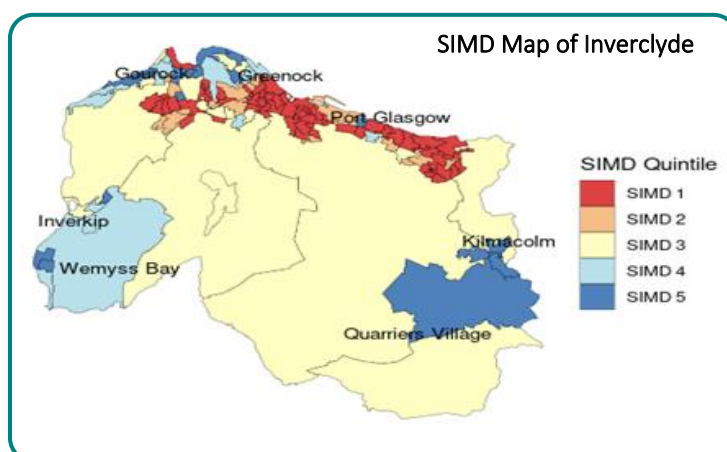 SIMD Map of Inverclyde
Gourock
Greenock
Port Glasgow
SIMD Quintile
SIMD 1
SIMD 2
SIMD 3
SIMD 4
SIMD 5
Inverkip
Kilmacolm
Wemyss Bay
Quarriers Village